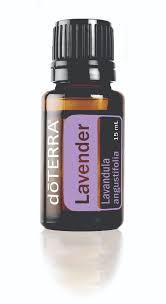 dōTERRA
Lavender
Lavandula
angustifolia
15 mL